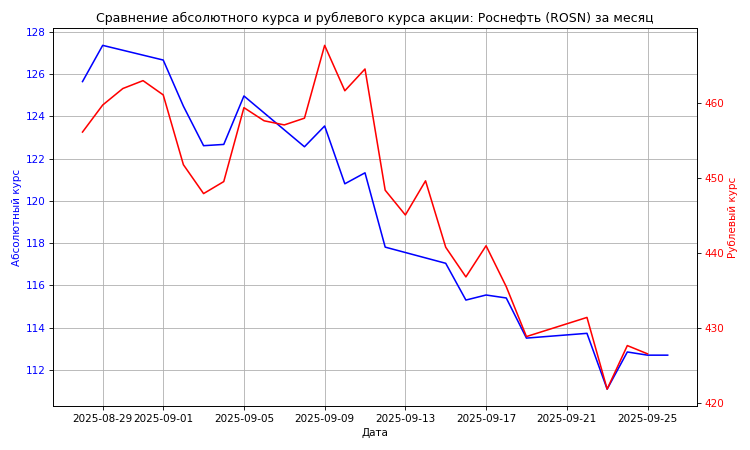 Сравнение абсолютного курса и рублевого курса акции: Роснефть (ROSN) за месяц
128
126
124
122
120
118
116
114
112
Абсолютный курс
460
450
440
430
420
Рублевый курс
2025-08-29 2025-09-01 2025-09-05 2025-09-09 2025-09-13 2025-09-17 2025-09-21 2025-09-25
Дата